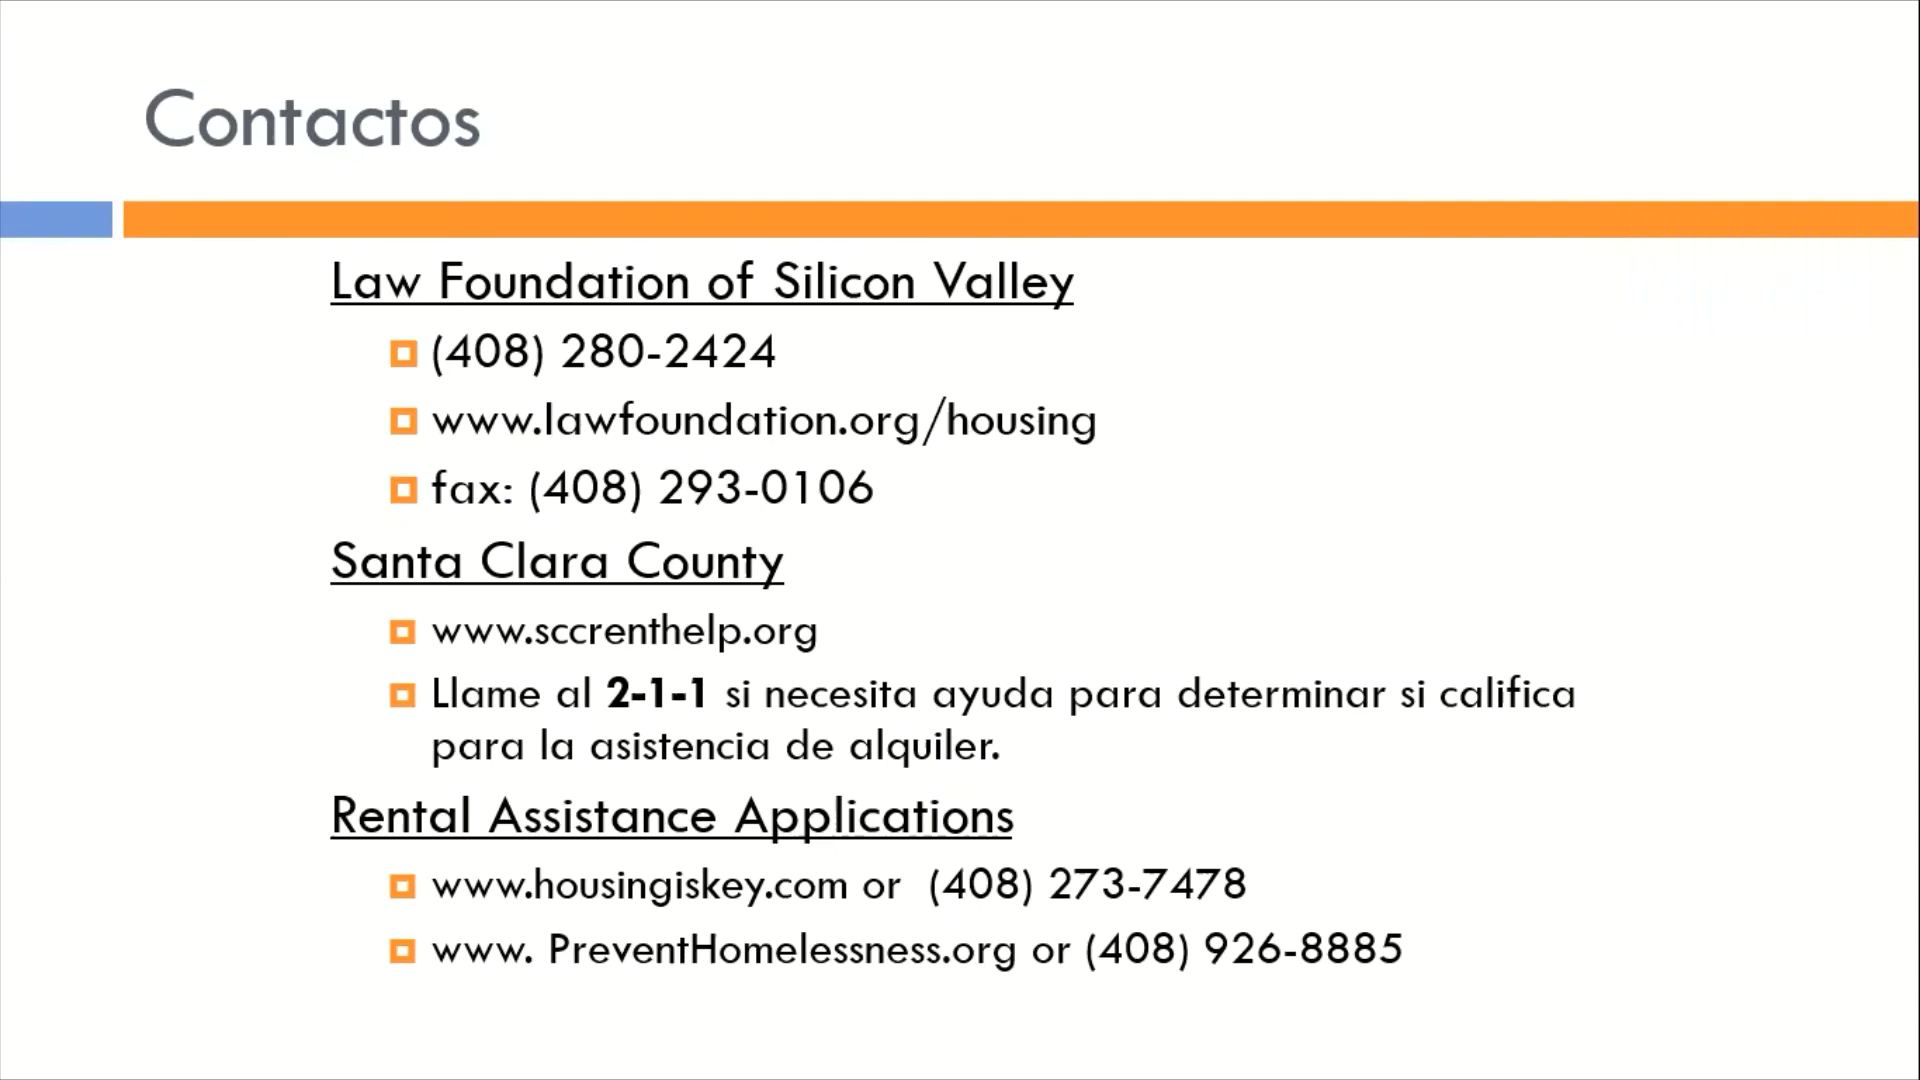 Contactos
Law Foundation of Silicon Valley
(408) 280-2424
www.lawfoundation.org/housing
fax: (408) 293-0106
Santa Clara County
www.sccrenthelp.org
Llame al 2-1-1 si necesita ayuda para determinar si califica
para la asistencia de alquiler.
Rental Assistance Applications
www.housingiskey.com or  (408) 273-7478
www. PreventHomelessness.org or (408) 926-8885